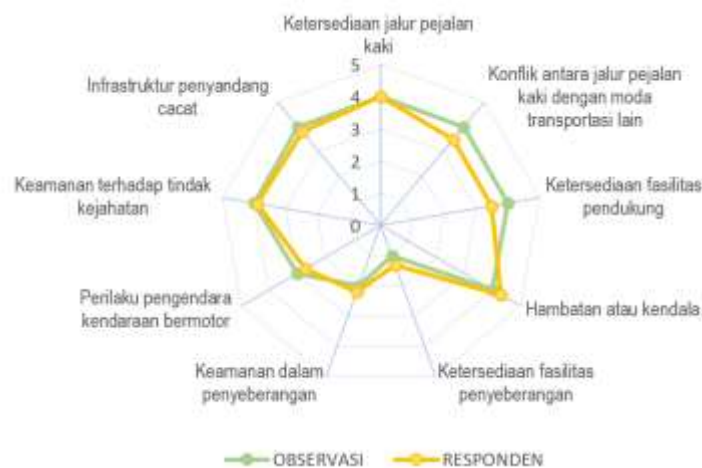 Ketersediaan jalur pejalan
kaki
Konflik antara jalur pejalan
kaki dengan moda
transportasi lain
Ketersediaan fasilitas
pendukung
Hambatan atau kendala
Ketersediaan fasilitas
penyeberangan
Keamanan dalam
penyeberangan
Perilaku pengendara
kendaraan bermotor
Keamanan terhadap tindak
kejahatan
Infrastruktur penyandang
cacat
5
4
3
2
1
0
OBSERVASI
RESPONDEN